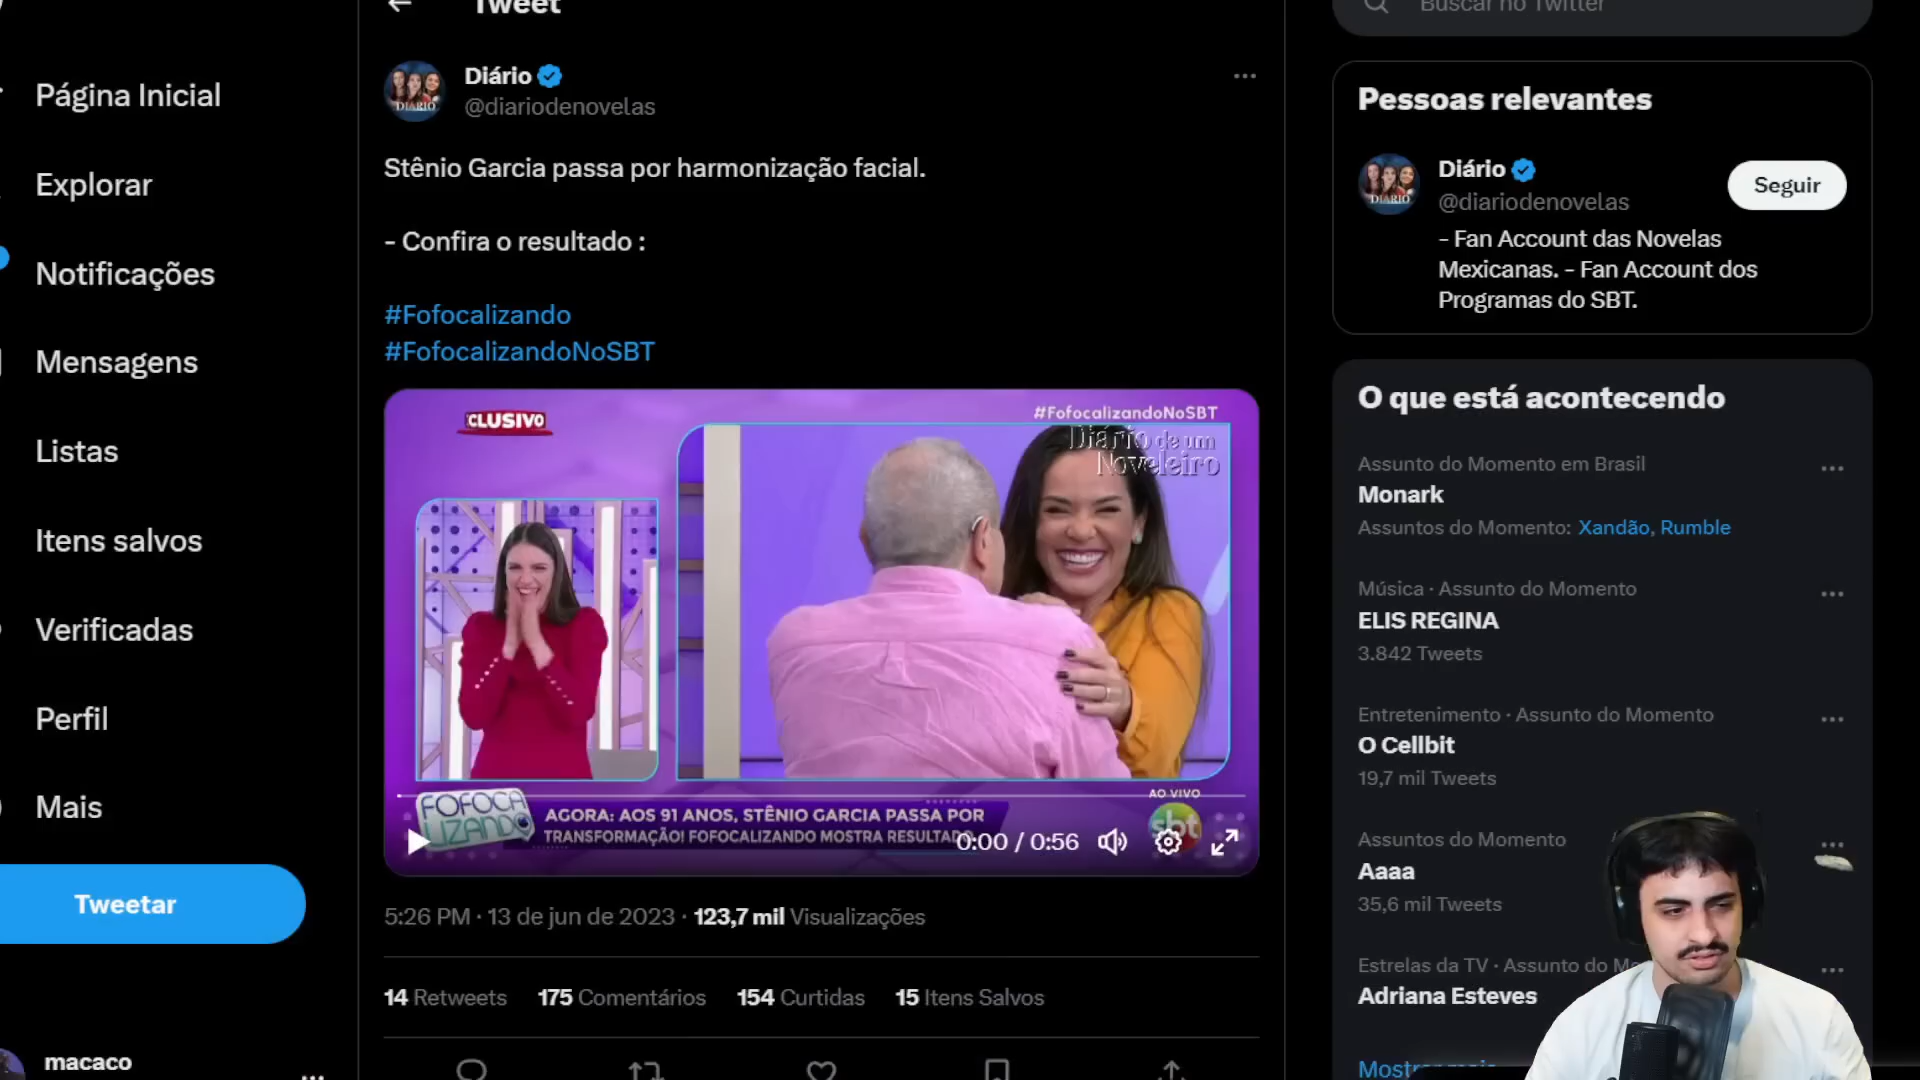 Tweet
Buscar no Twitter
Página Inicial
Explorar
Notificações
Mensagens
Listas
Itens salvos
Verificadas
Perfil
Mais
Tweetar
macaco
Diário
@diariodenovelas
Stênio Garcia passa por harmonização facial.
- Confira o resultado :
#Fofocalizando
#FofocalizandoNoSBT
CLUSIVO
#FofocalizandoNoSBT
Diário de um
Noveleiro
AO VIVO
FOFOCA
LIZANDO
sbt
AGORA: AOS 91 ANOS, STÊNIO GARCIA PASSA POR
TRANSFORMAÇÃO! FOFOCALIZANDO MOSTRA RESULTADO
0:00 / 0:56
5:26 PM · 13 de jun de 2023 · 123,7 mil Visualizações
14 Retweets 175 Comentários 154 Curtidas 15 Itens Salvos
Pessoas relevantes
DIÁRIO
Diário
@diariodenovelas
Seguir
- Fan Account das Novelas
Mexicanas. - Fan Account dos
Programas do SBT.
O que está acontecendo
Assunto do Momento em Brasil
Monark
Assuntos do Momento: Xandão, Rumble
Música · Assunto do Momento
ELIS REGINA
3.842 Tweets
Entretenimento · Assunto do Momento
O Cellbit
19,7 mil Tweets
Assuntos do Momento
Aaaa
35,6 mil Tweets
Estrelas da TV · Assunto do Mo
Adriana Esteves
Mostrar mais